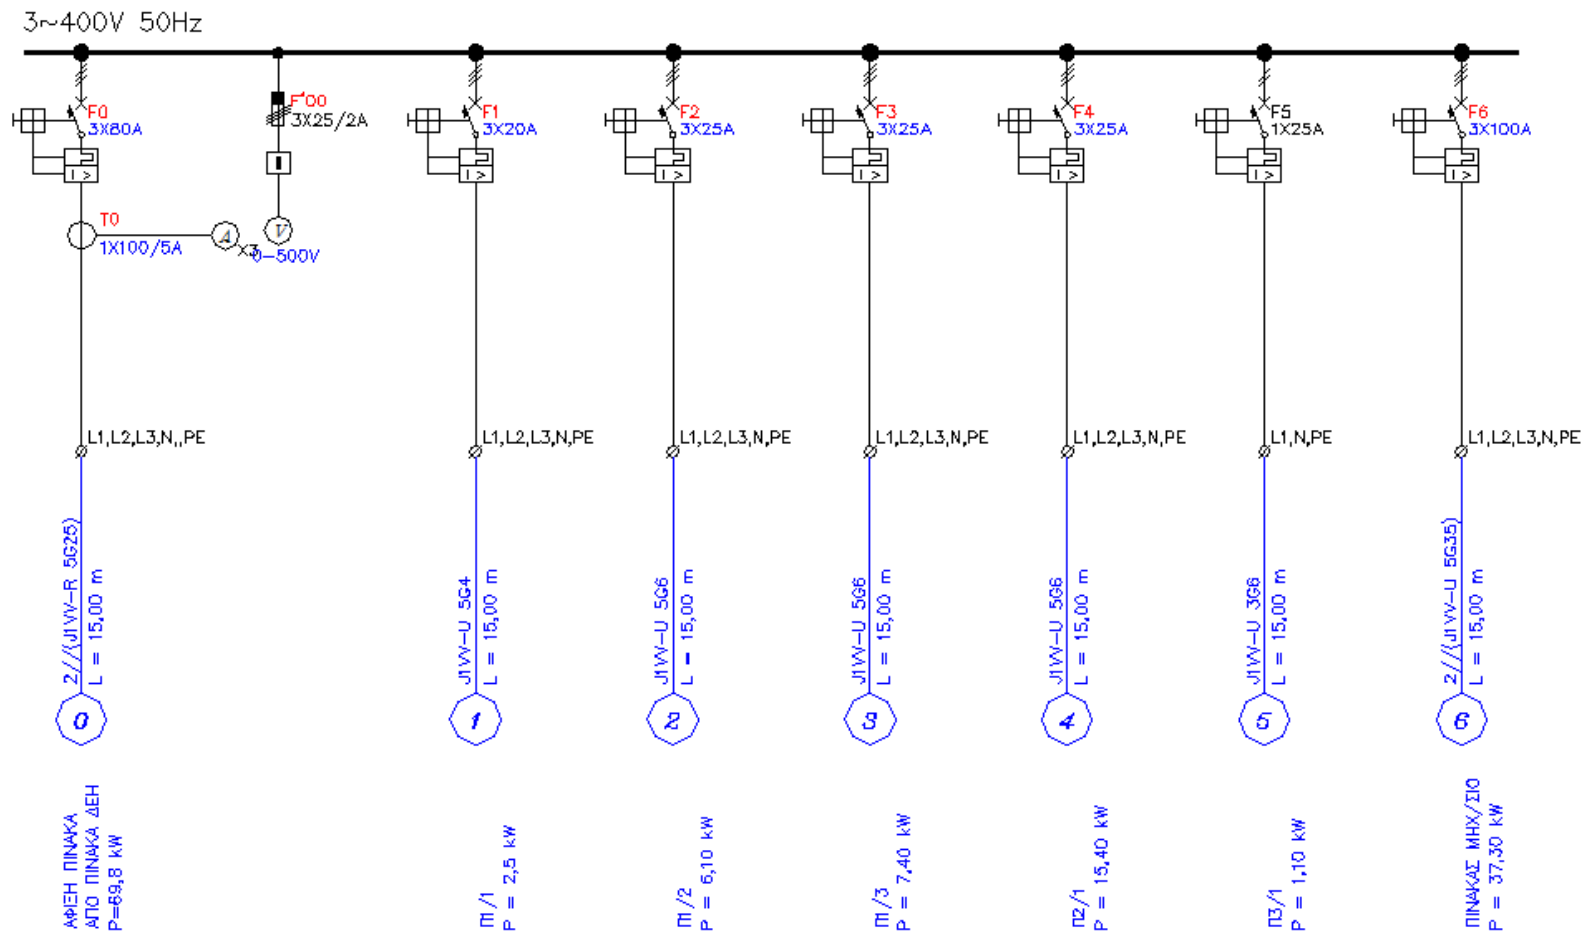 3~400V 50Hz
F0
3X80A
F'00
3X25/2A
F1
3X20A
F2
3X25A
F3
3X25A
F4
3X25A
F5
1X25A
F6
3X100A
I >
I >
I >
I >
I >
I >
I >
T0
1X100/5A
A
X3
V
0-500V
L1,L2,L3,N,,PE
L1,L2,L3,N,PE
L1,L2,L3,N,PE
L1,L2,L3,N,PE
L1,L2,L3,N,PE
L1,N,PE
L1,L2,L3,N,PE
2//(J1VV-R 5G25)
L = 15,00 m
J1VV-U 5G4
L = 15,00 m
J1VV-U 5G6
L = 15,00 m
J1VV-U 5G6
L = 15,00 m
J1VV-U 5G6
L = 15,00 m
J1VV-U 3G6
L = 15,00 m
2//(J1VV-U 5G35)
L = 15,00 m
0
1
2
3
4
5
6
ΑΦΙΞΗ ΠΙΝΑΚΑ
ΑΠΟ ΠΙΝΑΚΑ ΔΕΗ
P=69,8 kW
Π1/1
P = 2,5 kW
Π1/2
P = 6,10 kW
Π1/3
P = 7,40 kW
Π2/1
P = 15,40 kW
Π3/1
P = 1,10 kW
ΠΙΝΑΚΑΣ ΜΗΧ/ΣΙΟ
P = 37,30 kW